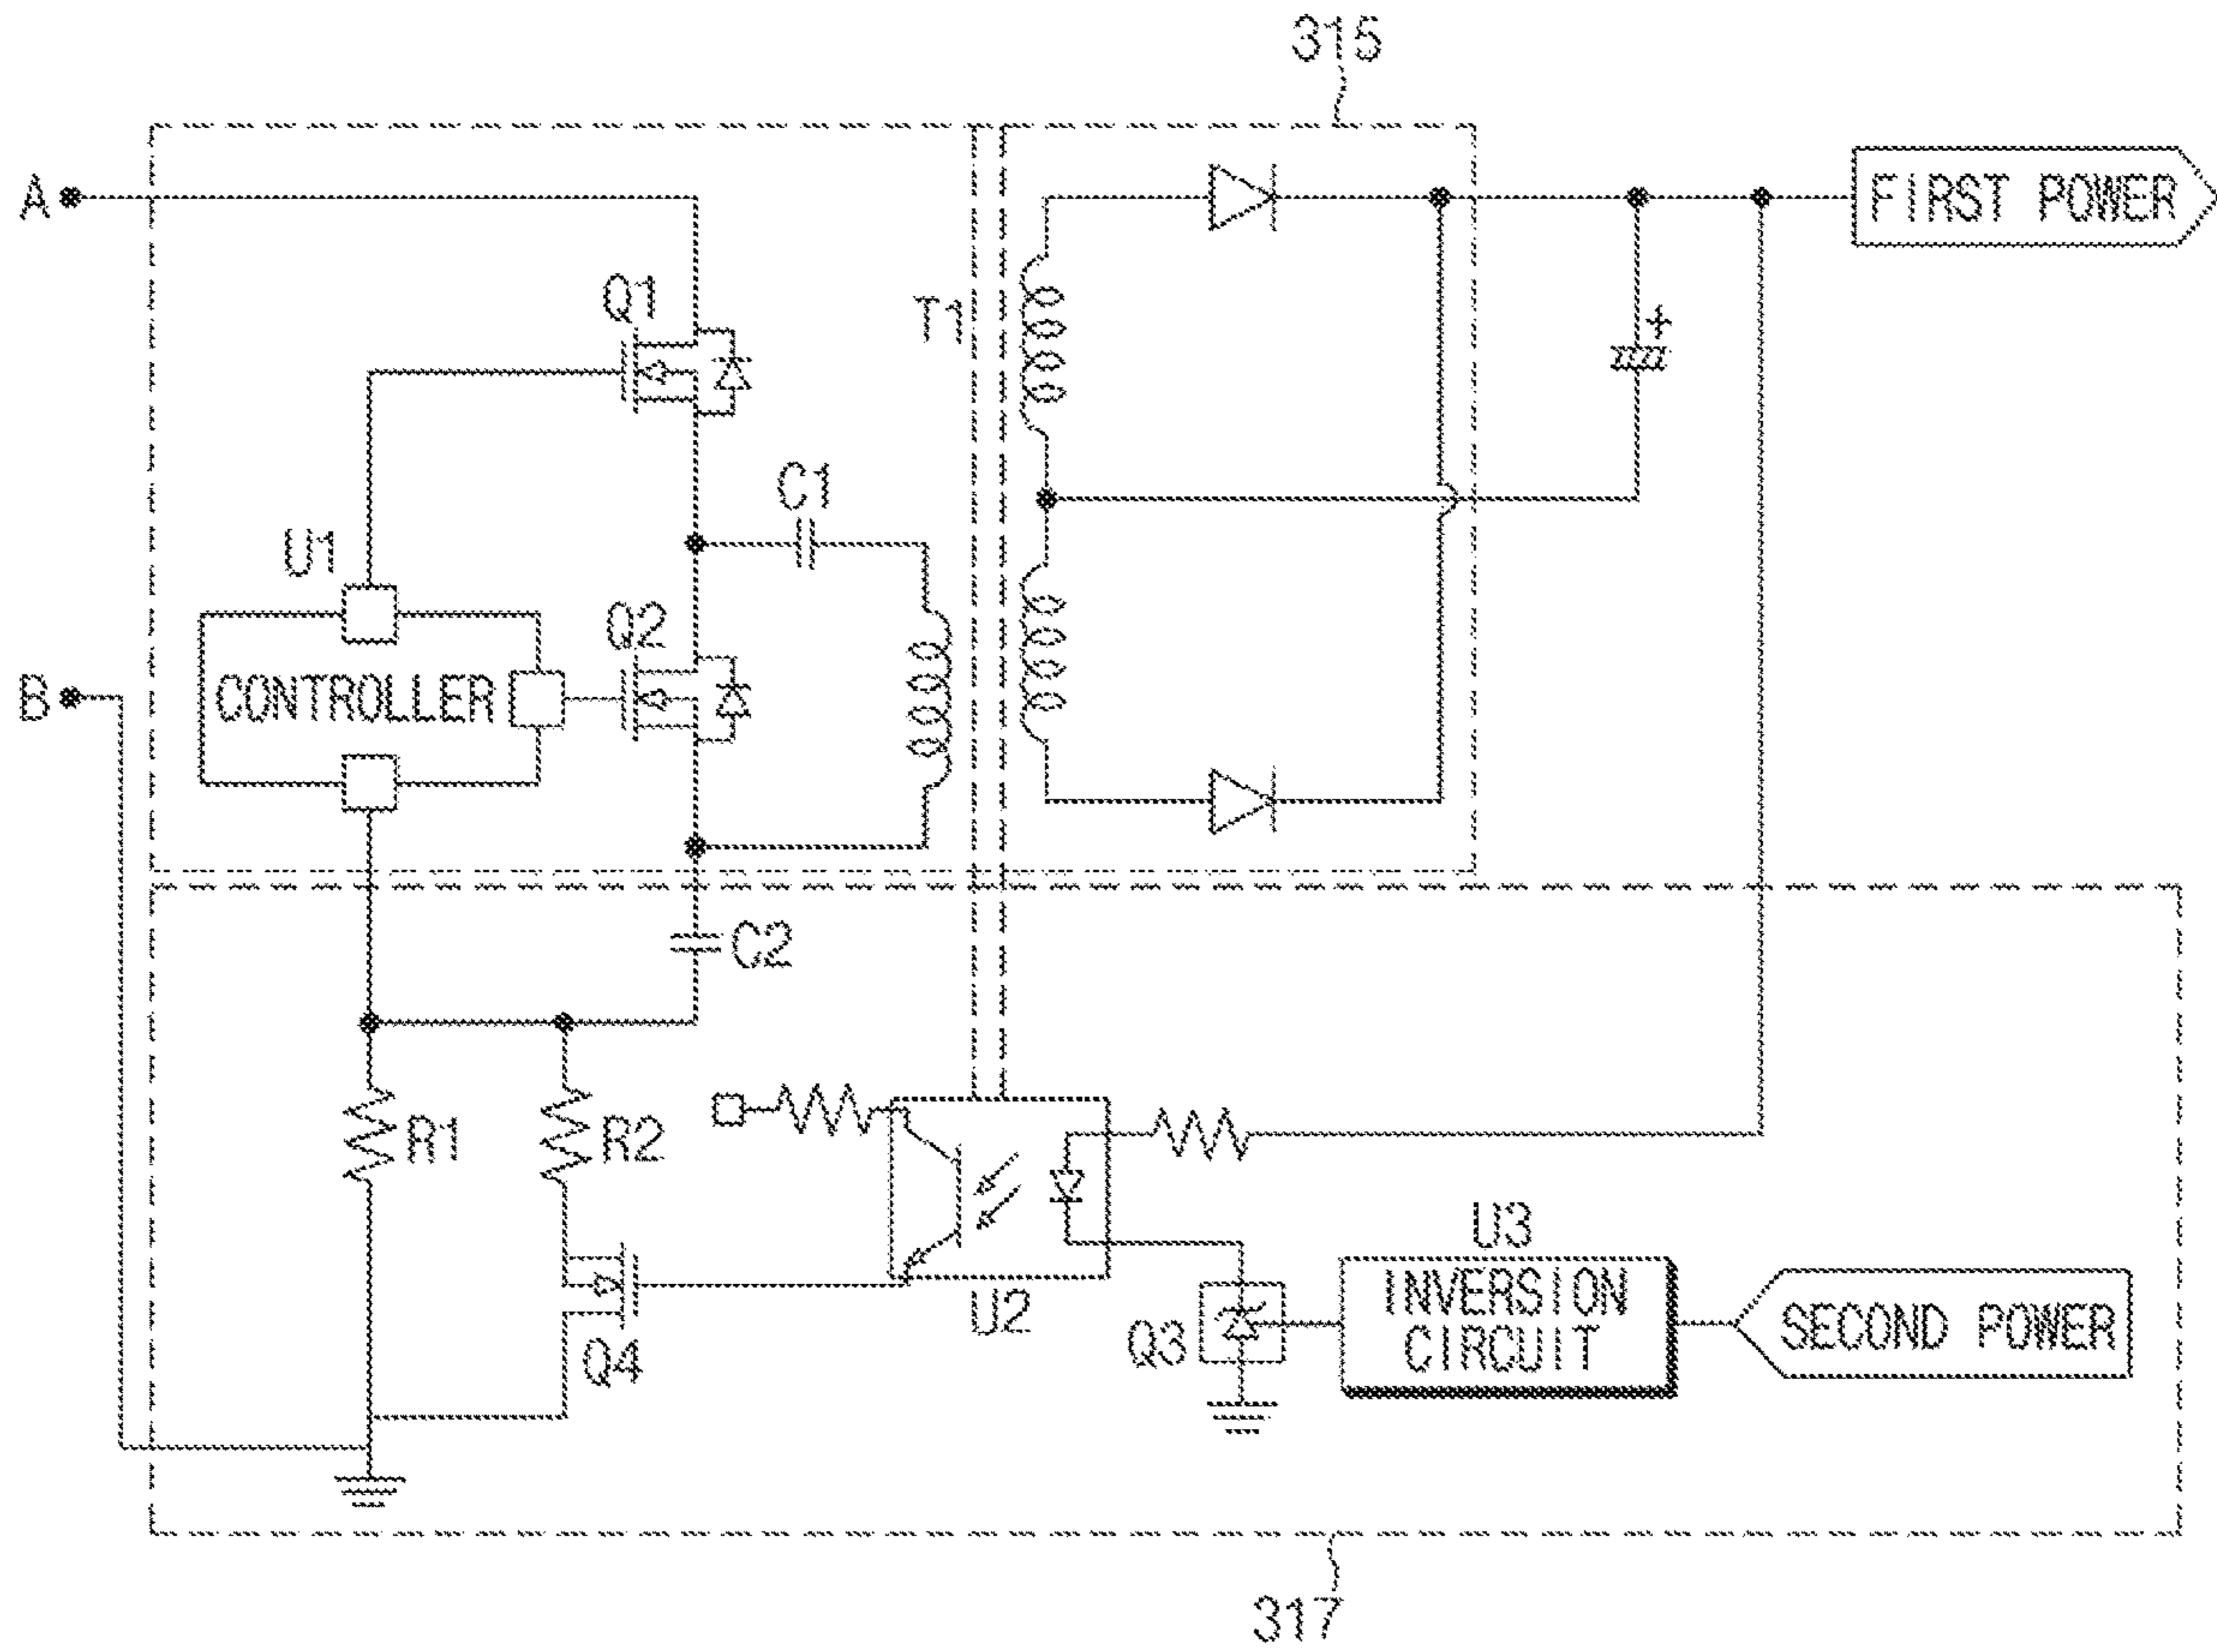 315
A
FIRST POWER
Q1
T1
+
C1
U1
Q2
B
CONTROLLER
C2
R1
R2
U3
INVERSION
CIRCUIT
U2
Q3
SECOND POWER
Q4
317